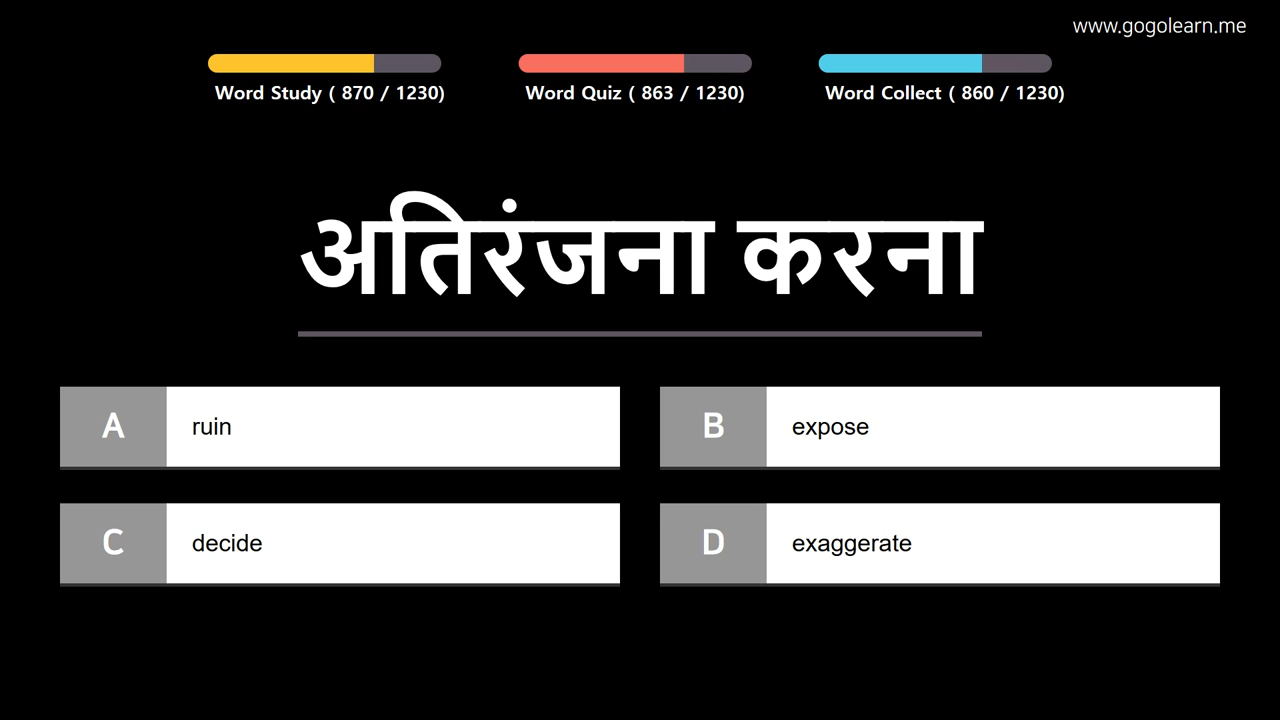 www.gogolearn.me
Word Study ( 870 / 1230)
Word Quiz ( 863 / 1230)
Word Collect ( 860 / 1230)
अतिरंजना करना
A
ruin
B
expose
C
decide
D
exaggerate